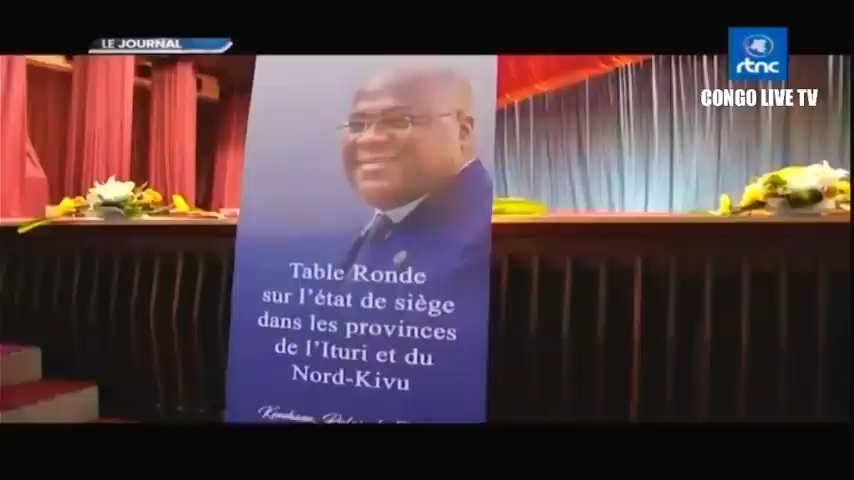 LE JOURNAL
rtnc
CONGO LIVE TV
Table Ronde
sur l'état de siège
dans les provinces
de l'Ituri et du
Nord-Kivu